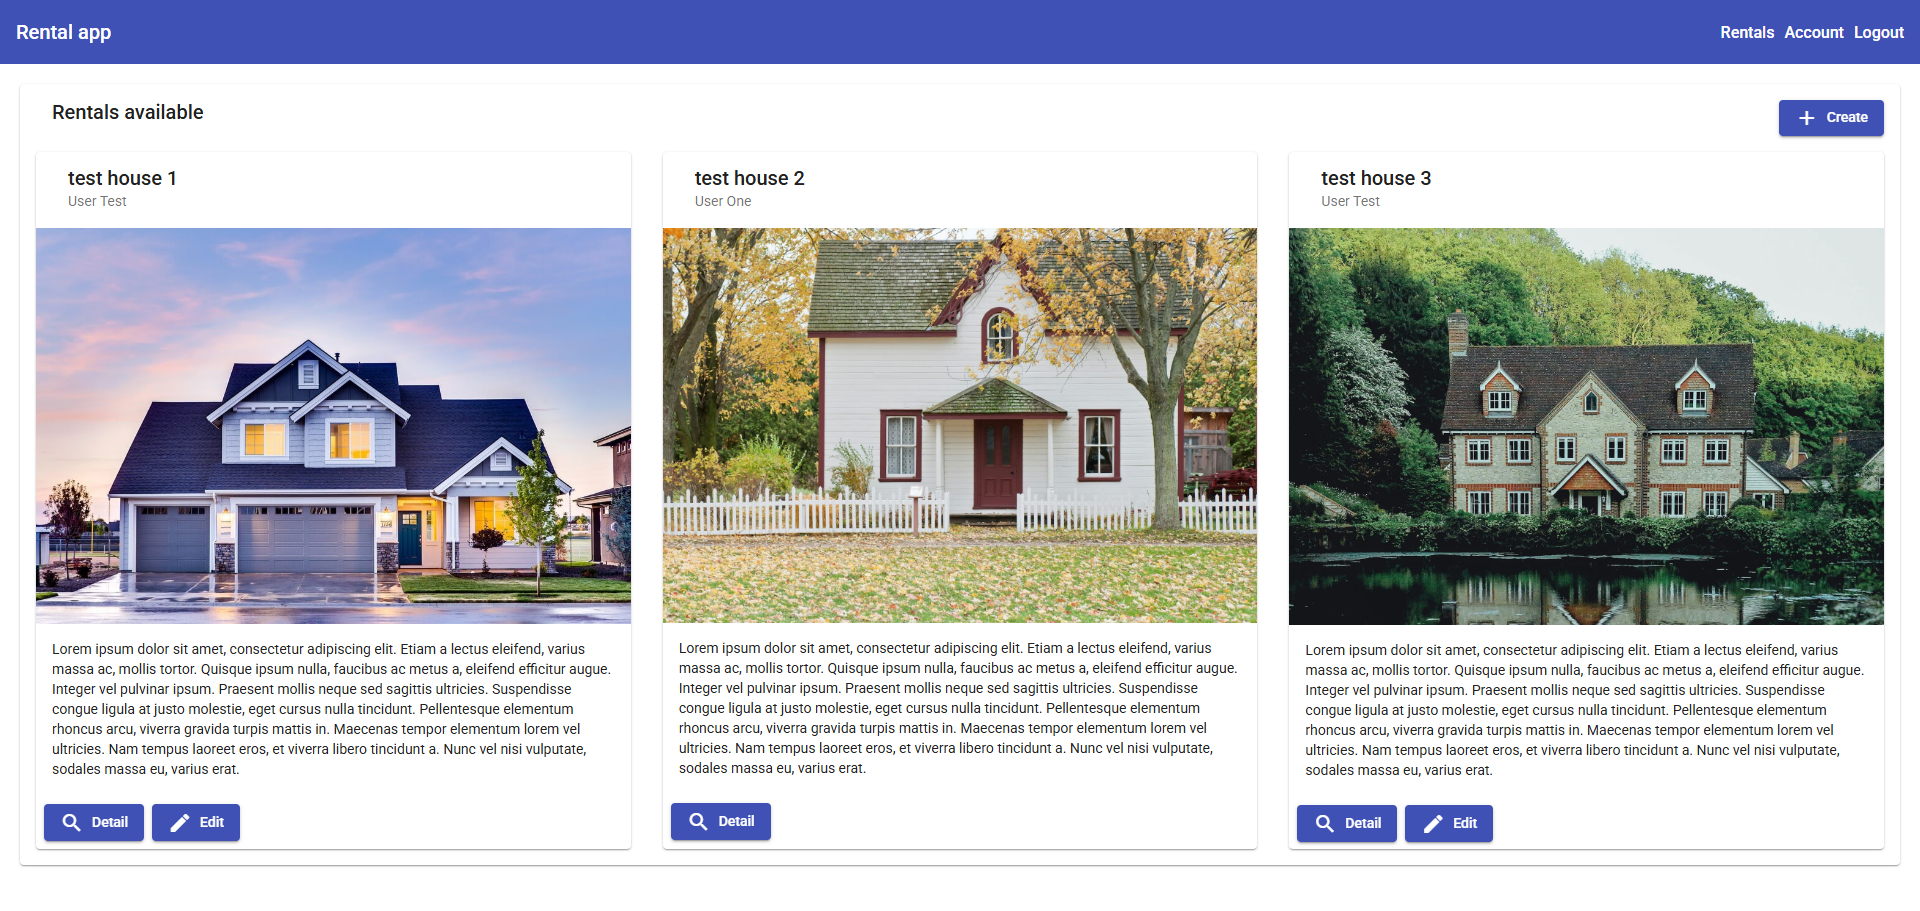 Rental app
Rentals Account Logout
Rentals available
Create
test house 1
User Test
Lorem ipsum dolor sit amet, consectetur adipiscing elit. Etiam a lectus eleifend, varius
massa ac, mollis tortor. Quisque ipsum nulla, faucibus ac metus a, eleifend efficitur augue.
Integer vel pulvinar ipsum. Praesent mollis neque sed sagittis ultricies. Suspendisse
congue ligula at justo molestie, eget cursus nulla tincidunt. Pellentesque elementum
rhoncus arcu, viverra gravida turpis mattis in. Maecenas tempor elementum lorem vel
ultricies. Nam tempus laoreet eros, et viverra libero tincidunt a. Nunc vel nisi vulputate,
sodales massa eu, varius erat.
Detail Edit
test house 2
User One
Lorem ipsum dolor sit amet, consectetur adipiscing elit. Etiam a lectus eleifend, varius
massa ac, mollis tortor. Quisque ipsum nulla, faucibus ac metus a, eleifend efficitur augue.
Integer vel pulvinar ipsum. Praesent mollis neque sed sagittis ultricies. Suspendisse
congue ligula at justo molestie, eget cursus nulla tincidunt. Pellentesque elementum
rhoncus arcu, viverra gravida turpis mattis in. Maecenas tempor elementum lorem vel
ultricies. Nam tempus laoreet eros, et viverra libero tincidunt a. Nunc vel nisi vulputate,
sodales massa eu, varius erat.
Detail
test house 3
User Test
Lorem ipsum dolor sit amet, consectetur adipiscing elit. Etiam a lectus eleifend, varius
massa ac, mollis tortor. Quisque ipsum nulla, faucibus ac metus a, eleifend efficitur augue.
Integer vel pulvinar ipsum. Praesent mollis neque sed sagittis ultricies. Suspendisse
congue ligula at justo molestie, eget cursus nulla tincidunt. Pellentesque elementum
rhoncus arcu, viverra gravida turpis mattis in. Maecenas tempor elementum lorem vel
ultricies. Nam tempus laoreet eros, et viverra libero tincidunt a. Nunc vel nisi vulputate,
sodales massa eu, varius erat.
Detail Edit